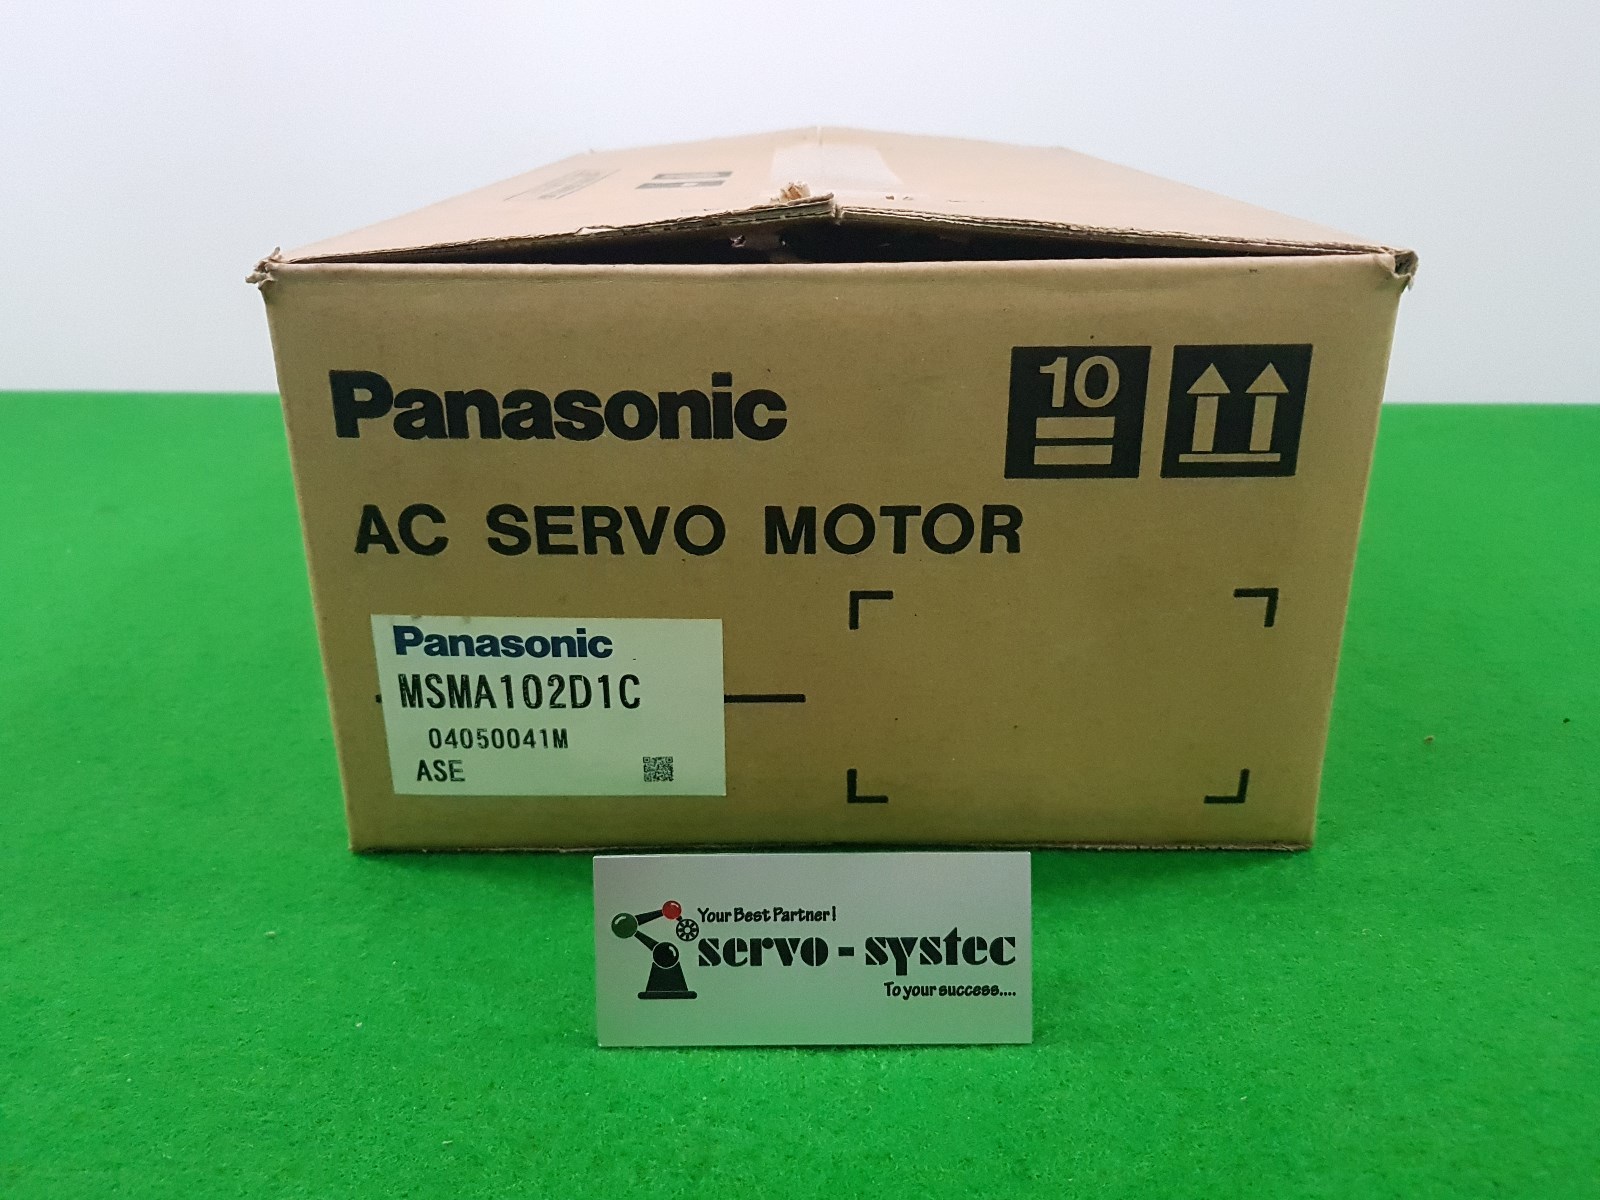 Panasonic
10
AC SERVO MOTOR
Panasonic
MSMA102D1C
04050041M
ASE
Your Best Partner!
servo-systec
To your success....